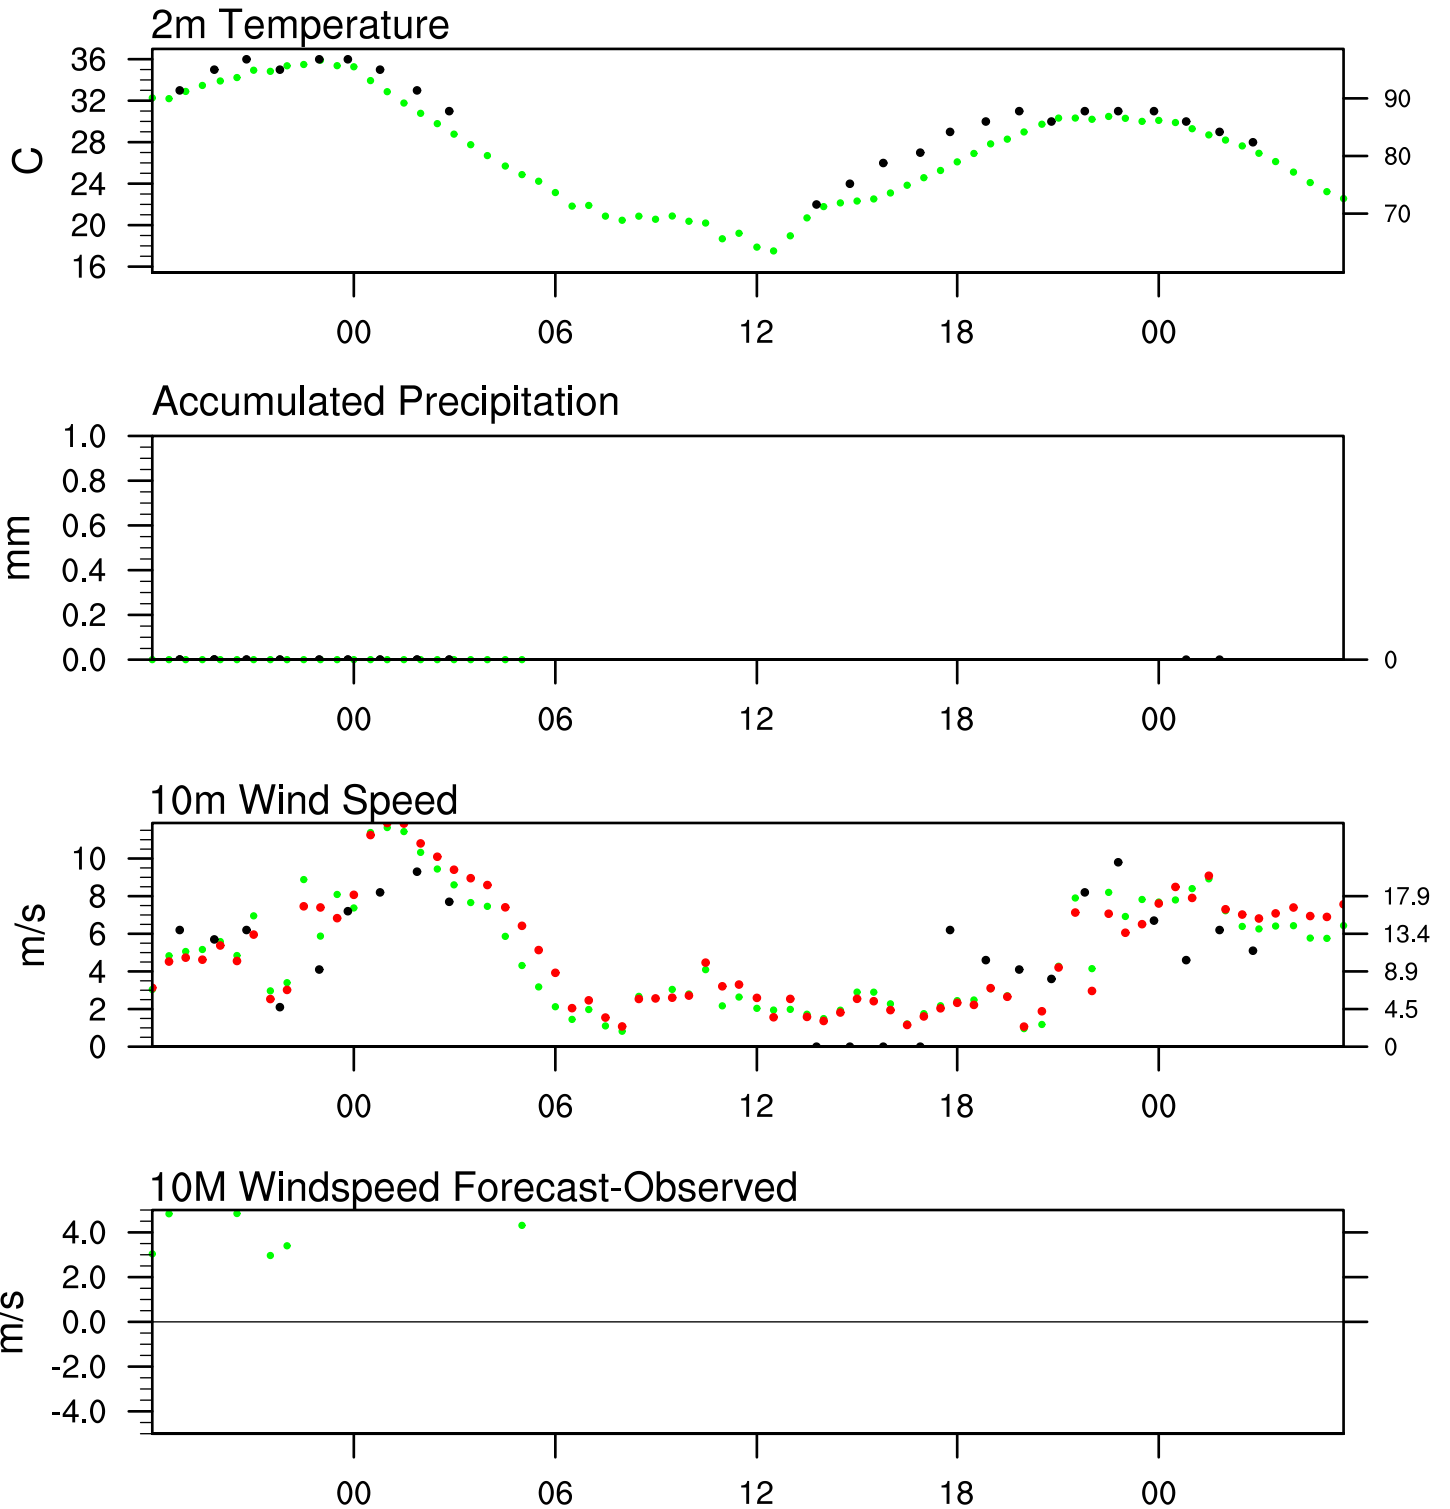 2m Temperature
36
32
28
24
20
16
C
90
80
70
00 06 12 18 00
Accumulated Precipitation
1.0
0.8
0.6
0.4
0.2
0.0
mm
0
00 06 12 18 00
10m Wind Speed
10
8
6
4
2
0
m/s
17.9
13.4
8.9
4.5
0
00 06 12 18 00
10M Windspeed Forecast-Observed
4.0
2.0
0.0
-2.0
-4.0
m/s
00 06 12 18 00